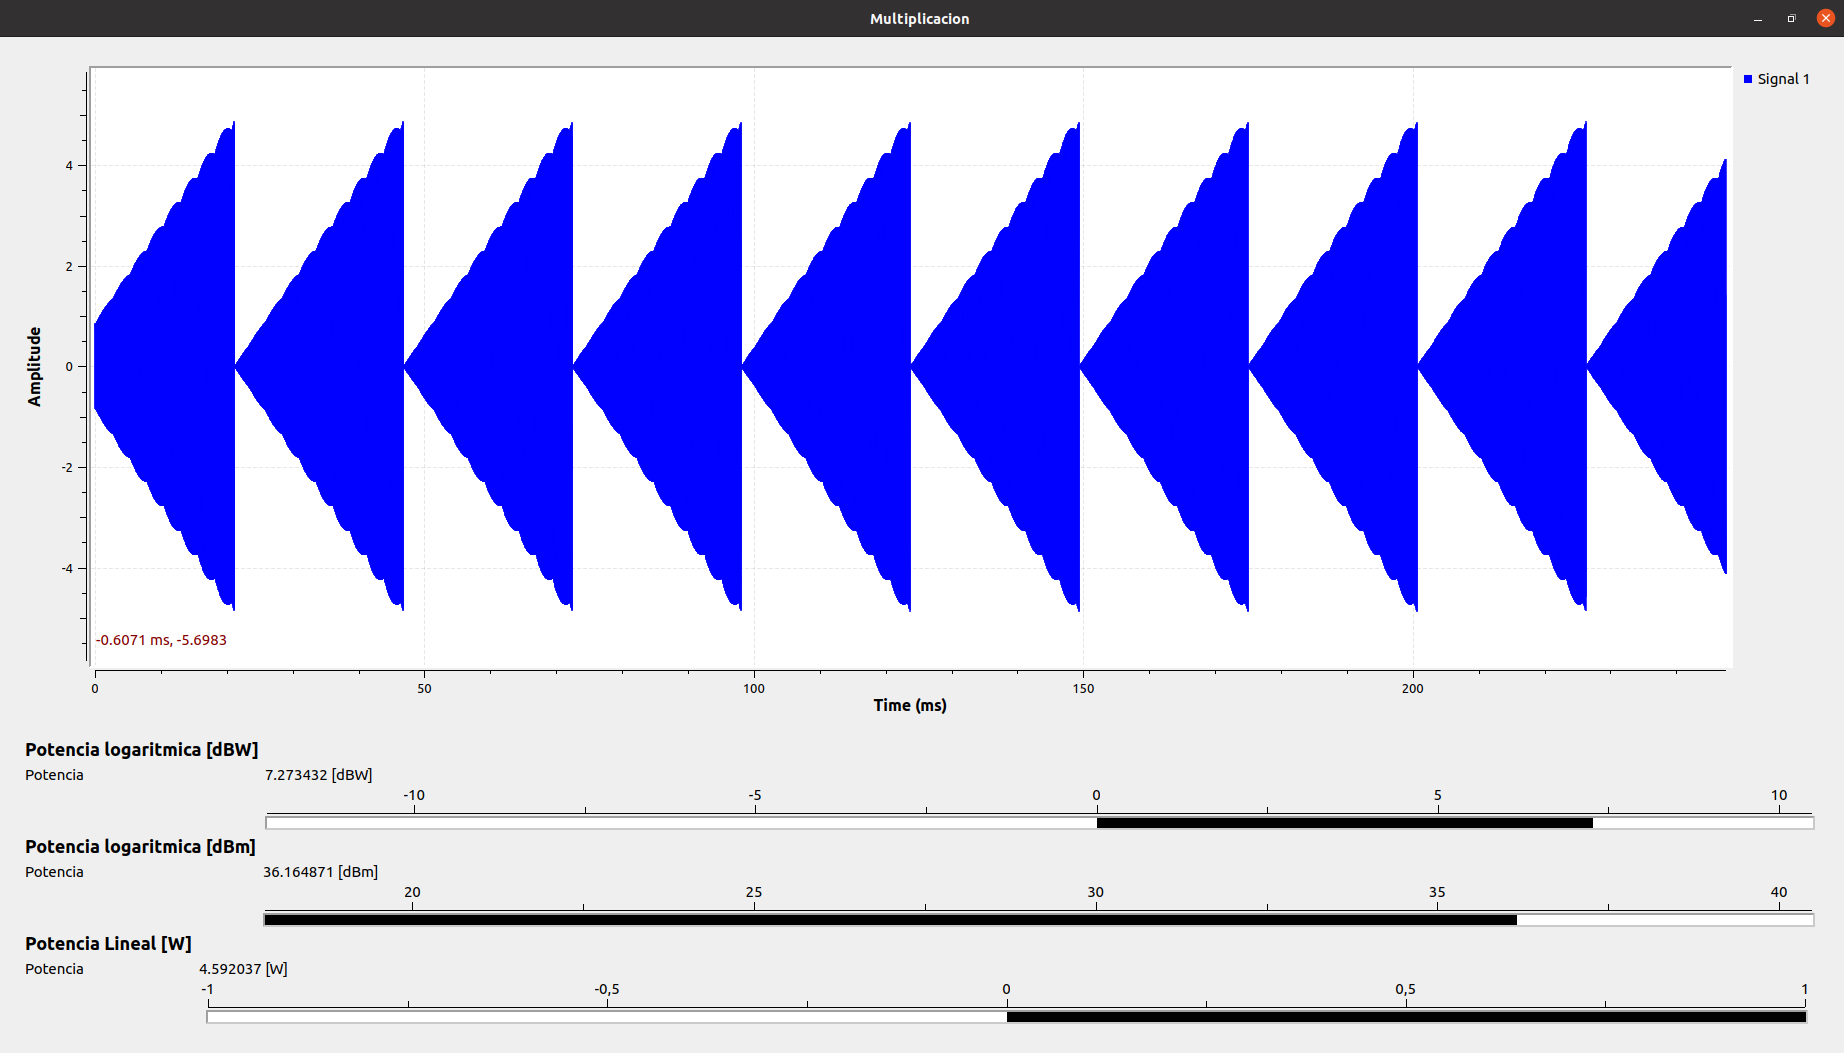 Multiplicacion
Signal 1
4
2
0
-2
-4
Amplitude
-0.6071 ms, -5.6983
0 50 100 150 200
Time (ms)
Potencia logaritmica [dBW]
Potencia 7.273432 [dBW]
-10 -5 0 5 10
Potencia logaritmica [dBm]
Potencia 36.164871 [dBm]
20 25 30 35 40
Potencia Lineal [W]
Potencia 4.592037 [W]
-1 -0,5 0 0,5 1